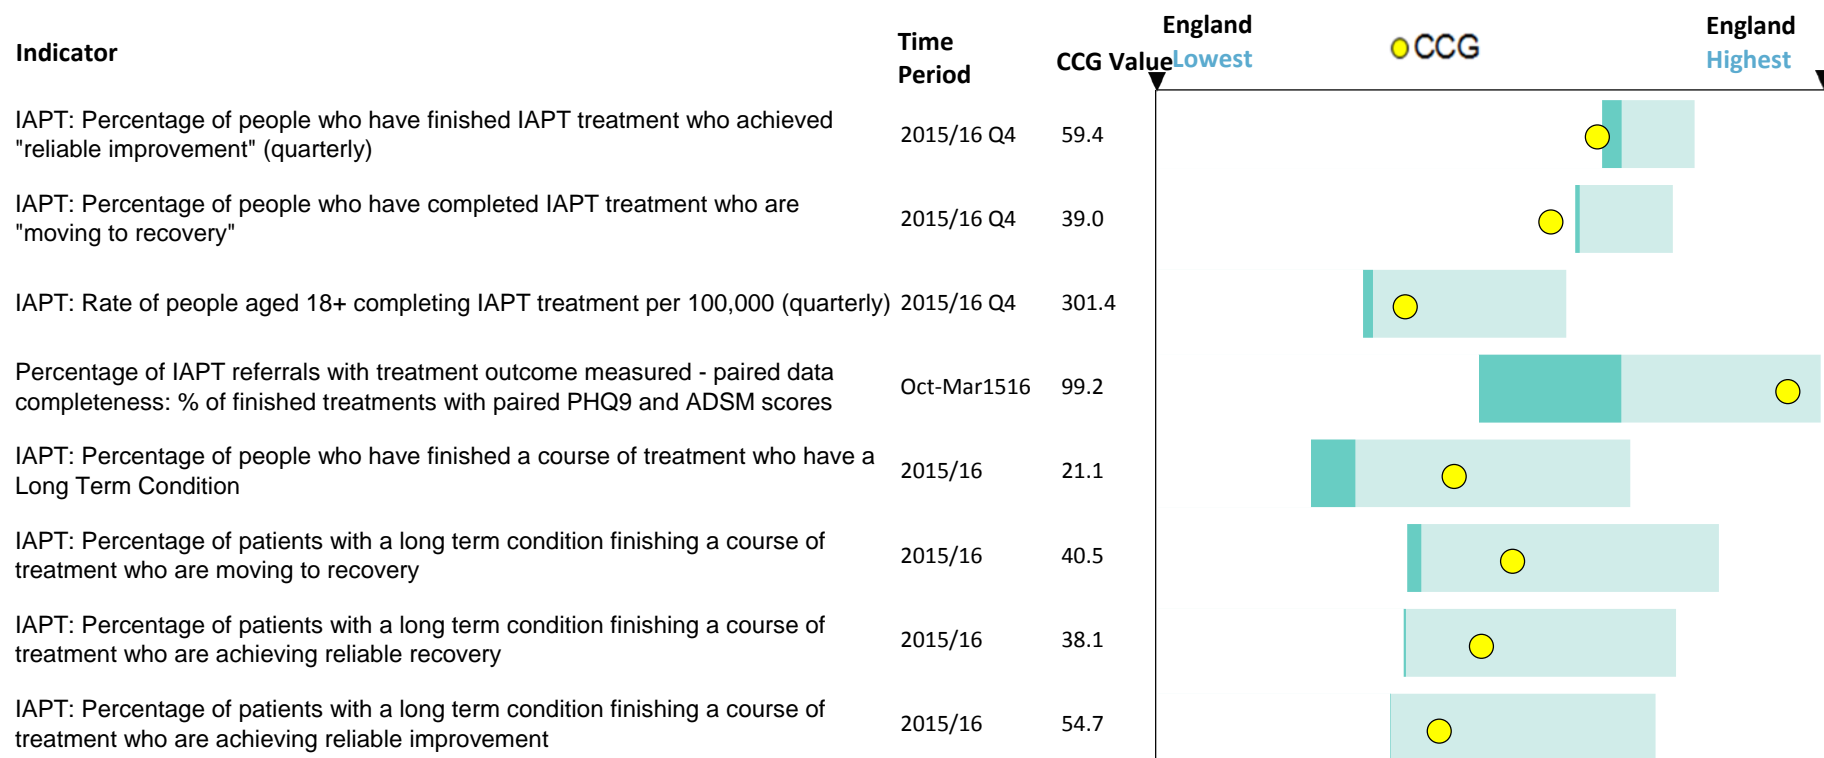 Indicator
Time
Period
CCG Value
England
Lowest
CCG
England
Highest
IAPT: Percentage of people who have finished IAPT treatment who achieved
"reliable improvement" (quarterly)
2015/16 Q4
59.4
IAPT: Percentage of people who have completed IAPT treatment who are
"moving to recovery"
2015/16 Q4
39.0
IAPT: Rate of people aged 18+ completing IAPT treatment per 100,000 (quarterly)
2015/16 Q4
301.4
Percentage of IAPT referrals with treatment outcome measured - paired data
completeness: % of finished treatments with paired PHQ9 and ADSM scores
Oct-Mar1516
99.2
IAPT: Percentage of people who have finished a course of treatment who have a
Long Term Condition
2015/16
21.1
IAPT: Percentage of patients with a long term condition finishing a course of
treatment who are moving to recovery
2015/16
40.5
IAPT: Percentage of patients with a long term condition finishing a course of
treatment who are achieving reliable recovery
2015/16
38.1
IAPT: Percentage of patients with a long term condition finishing a course of
treatment who are achieving reliable improvement
2015/16
54.7